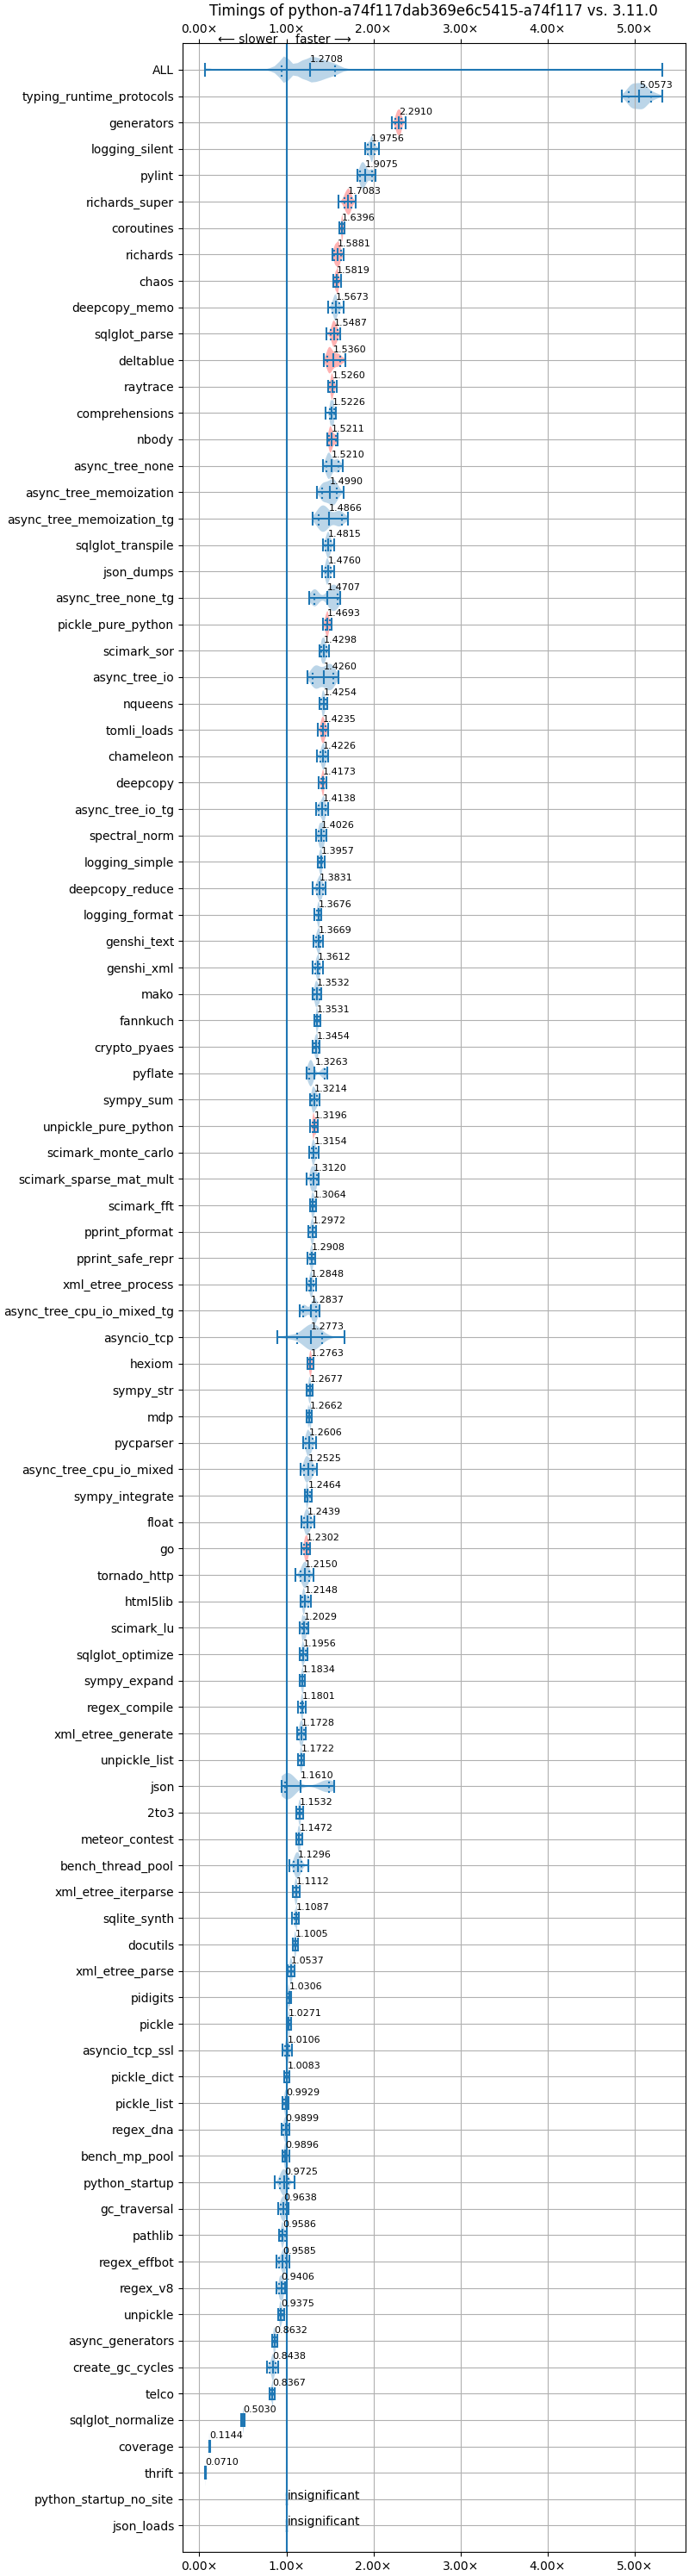 Timings of python-a74f117dab369e6c5415-a74f117 vs. 3.11.0
0.00× 1.00× 2.00× 3.00× 4.00× 5.00×
← slower faster →
ALL 1.2708
typing_runtime_protocols 5.0573
generators 2.2910
logging_silent 1.9756
pylint 1.9075
richards_super 1.7083
coroutines 1.6396
richards 1.5881
chaos 1.5819
deepcopy_memo 1.5673
sqlglot_parse 1.5487
deltablue 1.5360
raytrace 1.5260
comprehensions 1.5226
nbody 1.5211
async_tree_none 1.5210
async_tree_memoization 1.4990
async_tree_memoization_tg 1.4866
sqlglot_transpile 1.4815
json_dumps 1.4760
async_tree_none_tg 1.4707
pickle_pure_python 1.4693
scimark_sor 1.4298
async_tree_io 1.4260
nqueens 1.4254
tomli_loads 1.4235
chameleon 1.4226
deepcopy 1.4173
async_tree_io_tg 1.4138
spectral_norm 1.4026
logging_simple 1.3957
deepcopy_reduce 1.3831
logging_format 1.3676
genshi_text 1.3669
genshi_xml 1.3612
mako 1.3532
fannkuch 1.3531
crypto_pyaes 1.3454
pyflate 1.3263
sympy_sum 1.3214
unpickle_pure_python 1.3196
scimark_monte_carlo 1.3154
scimark_sparse_mat_mult 1.3120
scimark_fft 1.3064
pprint_pformat 1.2972
pprint_safe_repr 1.2908
xml_etree_process 1.2848
async_tree_cpu_io_mixed_tg 1.2837
asyncio_tcp 1.2773
hexiom 1.2763
sympy_str 1.2677
mdp 1.2662
pycparser 1.2606
async_tree_cpu_io_mixed 1.2525
sympy_integrate 1.2464
float 1.2439
go 1.2302
tornado_http 1.2150
html5lib 1.2148
scimark_lu 1.2029
sqlglot_optimize 1.1956
sympy_expand 1.1834
regex_compile 1.1801
xml_etree_generate 1.1728
unpickle_list 1.1722
json 1.1610
2to3 1.1532
meteor_contest 1.1472
bench_thread_pool 1.1296
xml_etree_iterparse 1.1112
sqlite_synth 1.1087
docutils 1.1005
xml_etree_parse 1.0537
pidigits 1.0306
pickle 1.0271
asyncio_tcp_ssl 1.0106
pickle_dict 1.0083
pickle_list 0.9929
regex_dna 0.9899
bench_mp_pool 0.9896
python_startup 0.9725
gc_traversal 0.9638
pathlib 0.9586
regex_effbot 0.9585
regex_v8 0.9406
unpickle 0.9375
async_generators 0.8632
create_gc_cycles 0.8438
telco 0.8367
sqlglot_normalize 0.5030
coverage 0.1144
thrift 0.0710
python_startup_no_site insignificant
json_loads insignificant
0.00× 1.00× 2.00× 3.00× 4.00× 5.00×